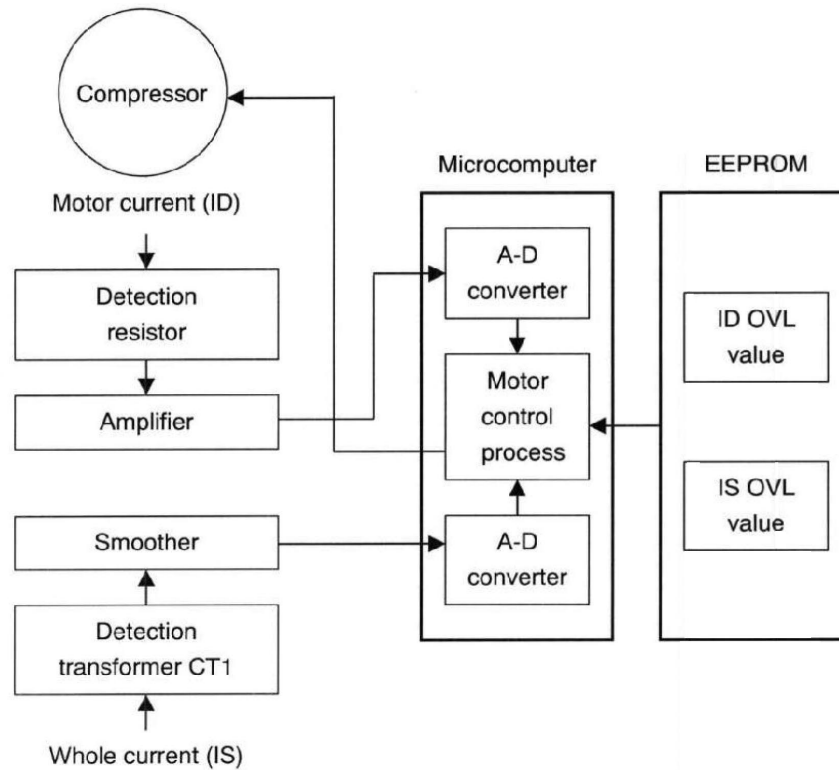 Compressor
Motor current (ID)
Detection
resistor
Amplifier
Smoother
Detection
transformer CT1
Whole current (IS)
Microcomputer
A-D
converter
Motor
control
process
A-D
converter
EEPROM
ID OVL
value
IS OVL
value